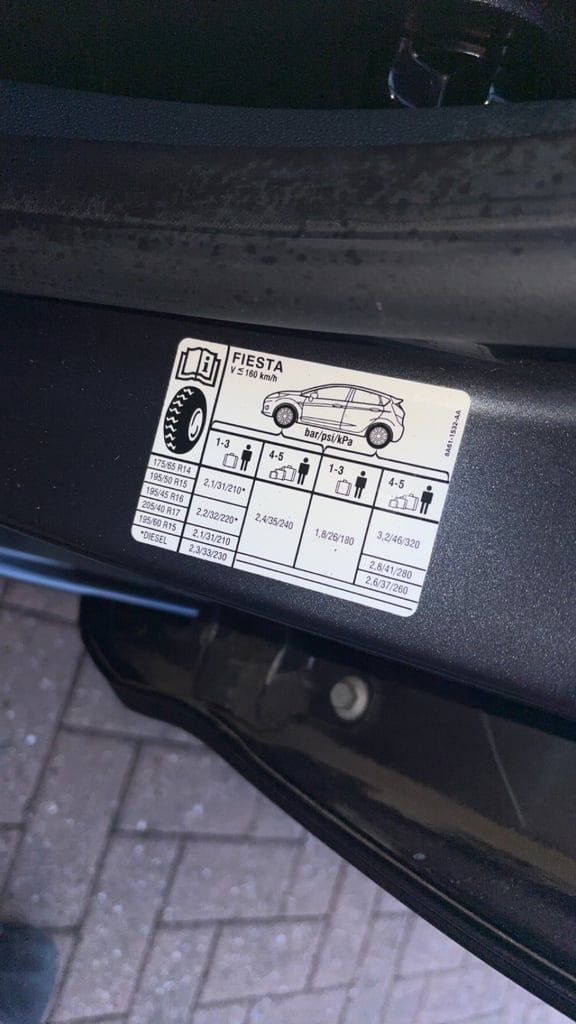 FIESTA
V ≤ 160 km/h
bar/psi/kPa
8A61-1532-AA
1-3 4-5 1-3 4-5
175/65 R14
195/50 R15 2,1/31/210*
195/45 R16
205/40 R17 2,2/32/220* 2,4/35/240 1,8/26/180 3,2/46/320
195/60 R15 2,1/31/210 2,8/41/280
*DIESEL 2,3/33/230 2,6/37/260